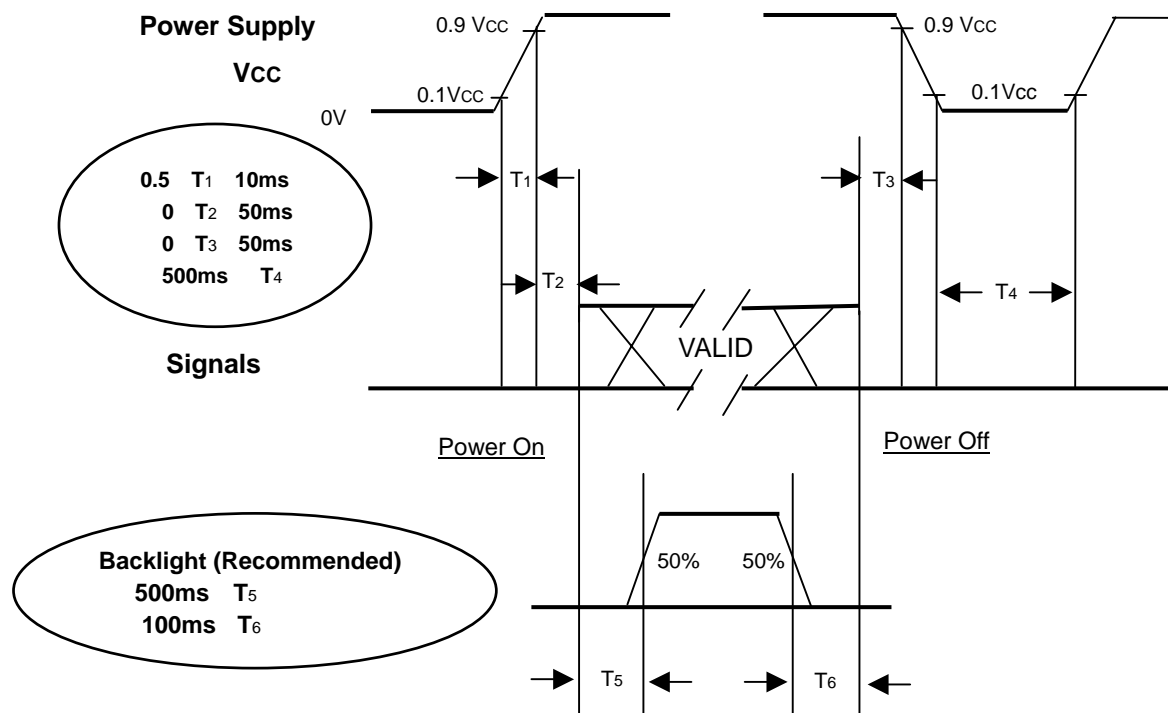 Power Supply
VCC
0.9 VCC
0.1VCC
0V
0.9 VCC
0.1Vcc
0.5 T1 10ms
0 T2 50ms
0 T3 50ms
500ms T4
T1
T3
T2
T4
VALID
Signals
Power On
Power Off
Backlight (Recommended)
500ms T5
100ms T6
50% 50%
T5
T6